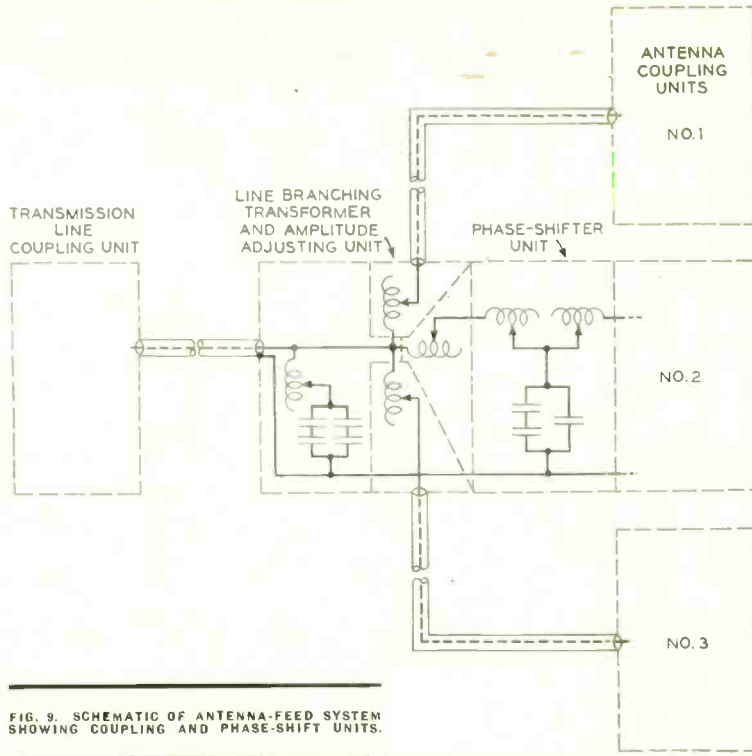 ANTENNA
COUPLING
UNITS
NO.1
TRANSMISSION
LINE
COUPLING UNIT
LINE BRANCHING
TRANSFORMER
AND AMPLITUDE
ADJUSTING UNIT
PHASE-SHIFTER
UNIT
NO.2
NO.3
FIG. 9. SCHEMATIC OF ANTENNA-FEED SYSTEM
SHOWING COUPLING AND PHASE-SHIFT UNITS.